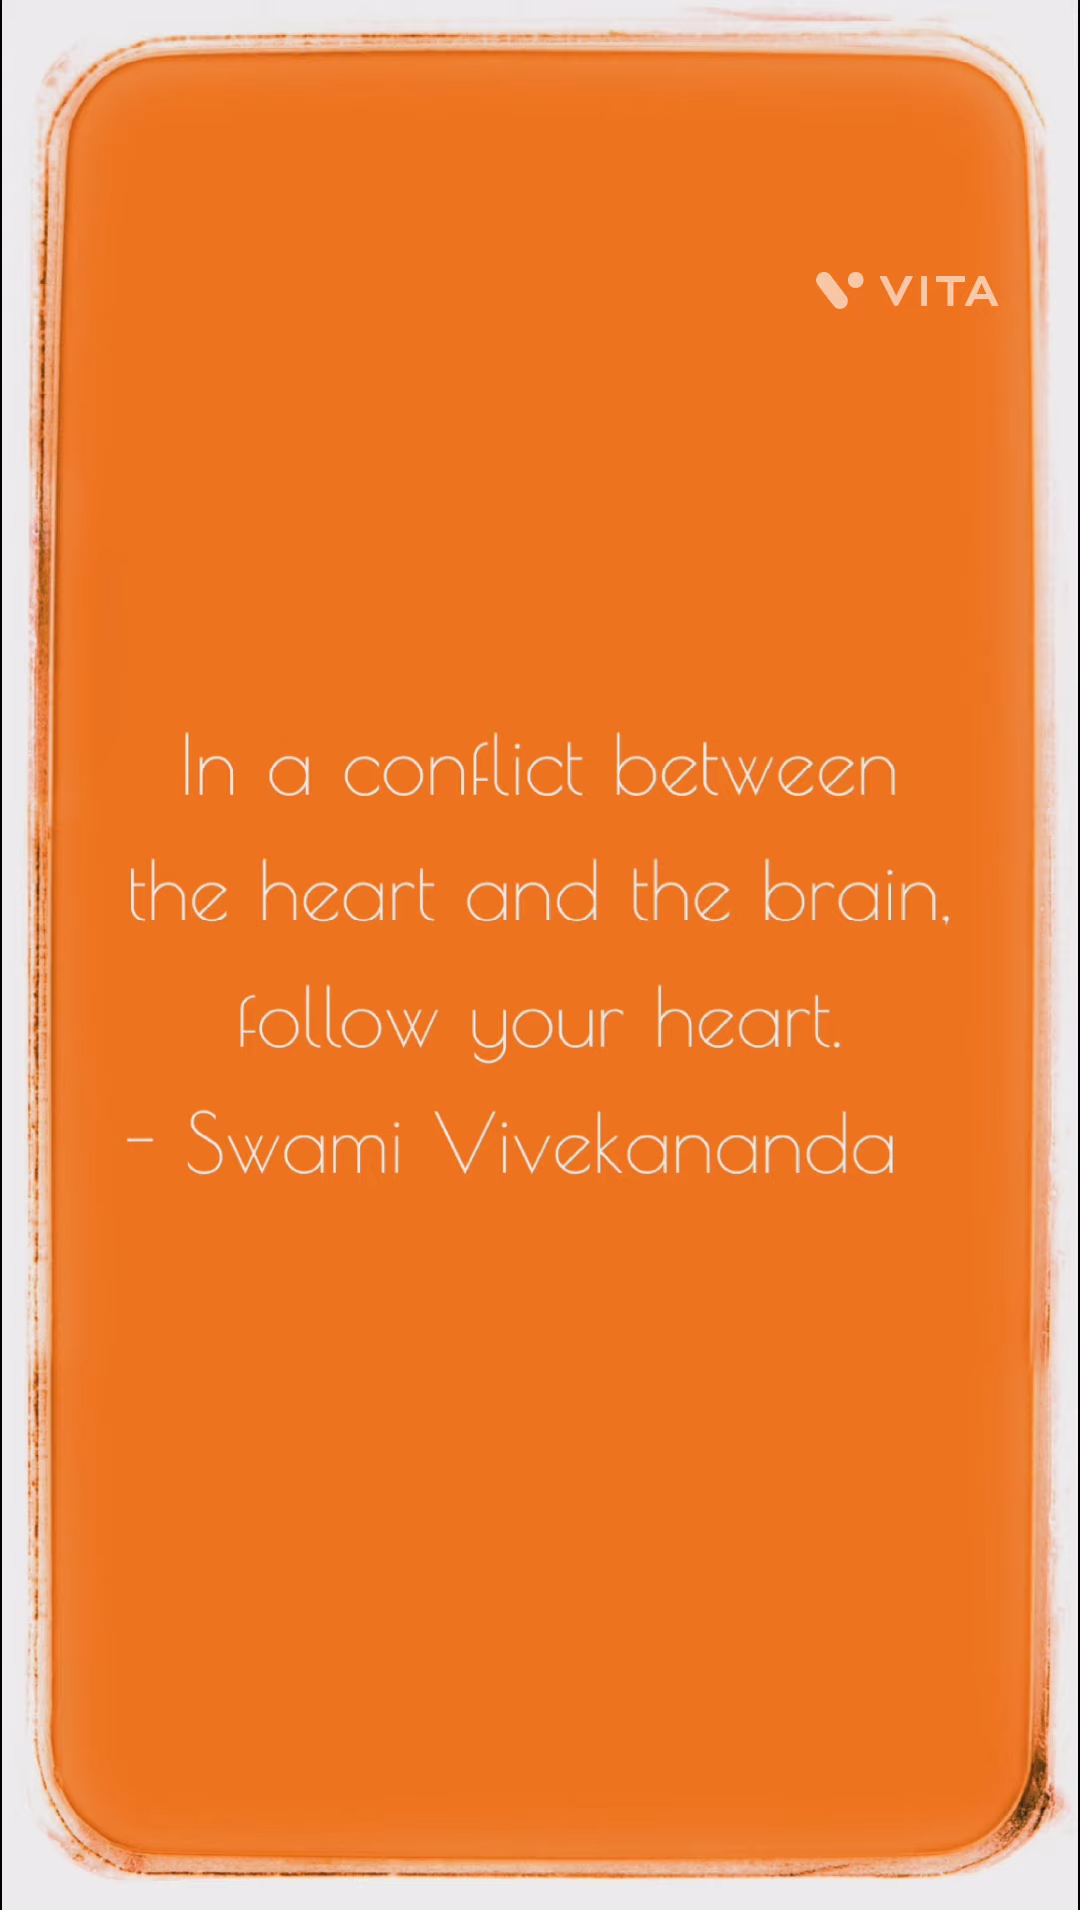 VITA
In a conflict between
the heart and the brain,
follow your heart.
- Swami Vivekananda